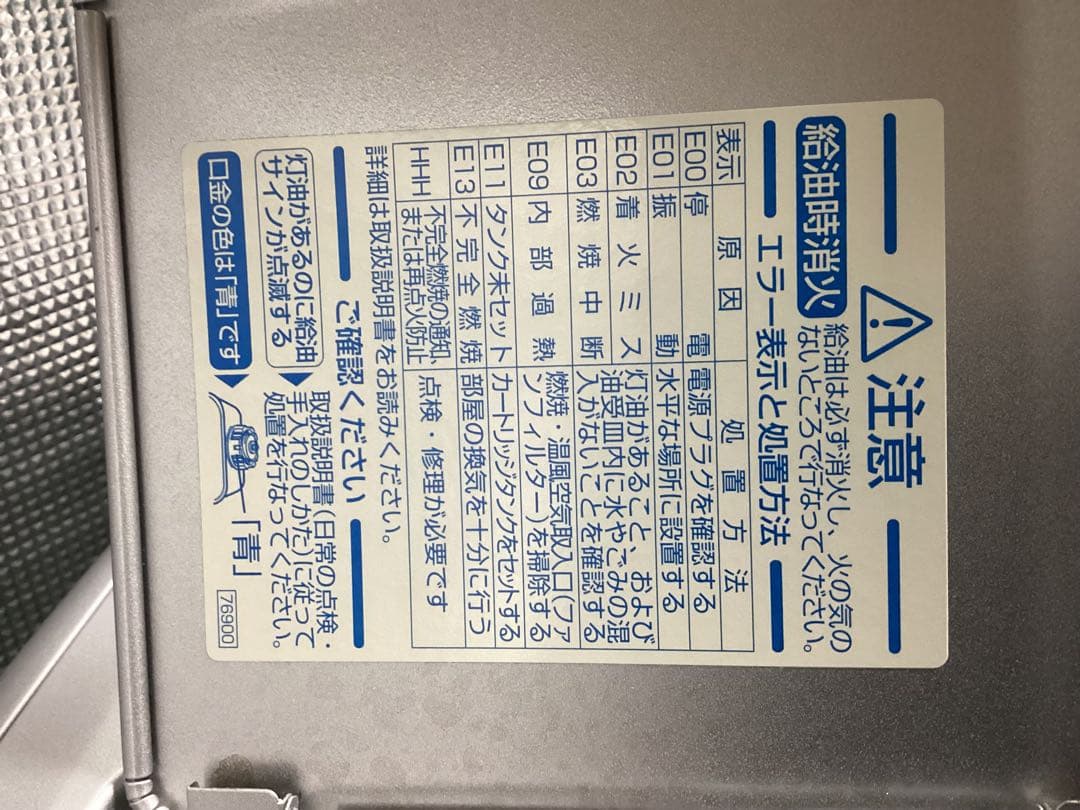 注意
給油時消火
給油は必ず消火し、火の気の
ないところで行なってください。
エラー表示と処置方法
表示 原因 処置方法
E00 停電 電源プラグを確認する
E01 振動 水平な場所に設置する
E02 着火ミス 灯油があること、および
E03 燃焼中断 油受皿内に水やごみの混
入がないことを確認する
E09 内部過熱 燃焼・温風空気取入口(ファ
ンフィルター)を掃除する
E11 タンク未セット カートリッジタンクをセットする
E13 不完全燃焼 部屋の換気を十分に行う
HHH 不完全燃焼の通知、
または再点火防止 点検・修理が必要です
詳細は取扱説明書をお読みください。
ご確認ください
灯油があるのに給油
サインが点滅する
取扱説明書(日常の点検・
手入れのしかた)に従って
処置を行なってください。
口金の色は「青」です
「青」
76900